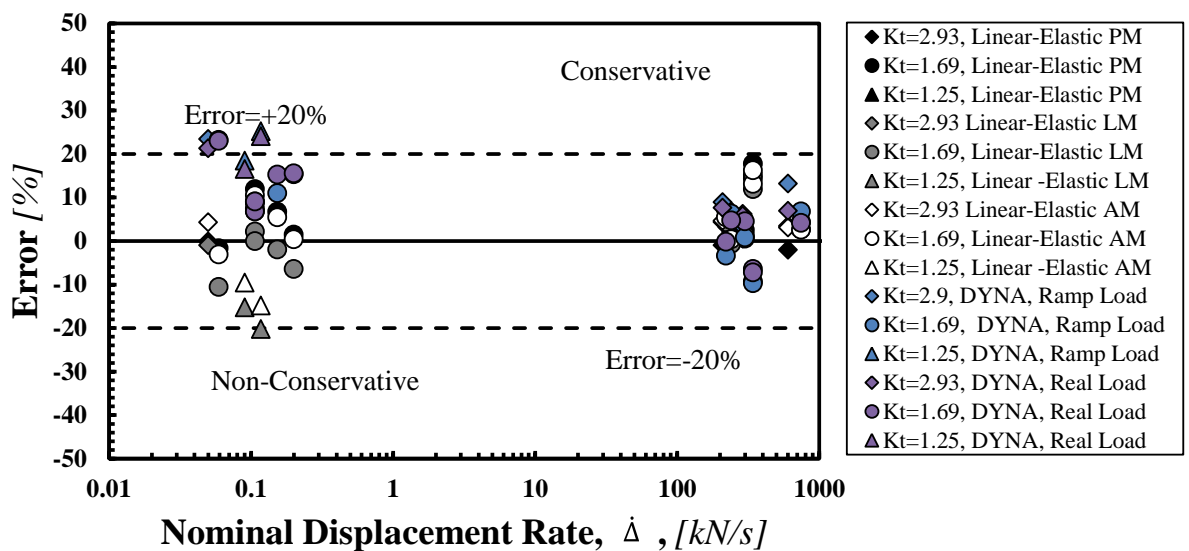 50
40
30
20
10
0
-10
-20
-30
-40
-50
Error [%]
Conservative
Error=+20%
Error=-20%
Non-Conservative
0.01 0.1 1 10 100 1000
Nominal Displacement Rate, Δ̇ , [kN/s]
Kt=2.93, Linear-Elastic PM
Kt=1.69, Linear-Elastic PM
Kt=1.25, Linear-Elastic PM
Kt=2.93 Linear-Elastic LM
Kt=1.69, Linear-Elastic LM
Kt=1.25, Linear -Elastic LM
Kt=2.93 Linear-Elastic AM
Kt=1.69, Linear-Elastic AM
Kt=1.25, Linear -Elastic AM
Kt=2.9, DYNA, Ramp Load
Kt=1.69,  DYNA, Ramp Load
Kt=1.25, DYNA, Ramp Load
Kt=2.93, DYNA, Real Load
Kt=1.69, DYNA, Real Load
Kt=1.25, DYNA, Real Load